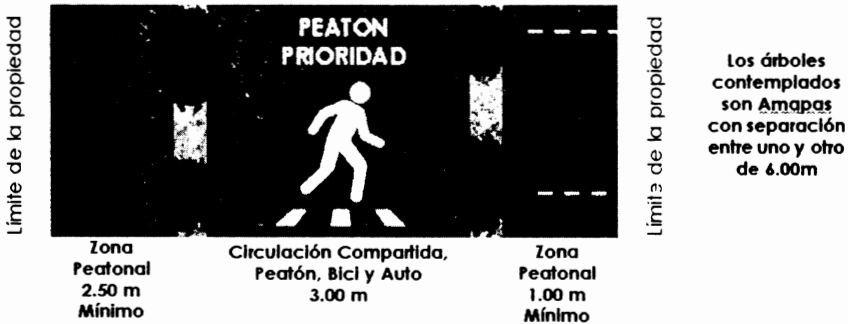 PEATON
PRIORIDAD
Límite de la propiedad
Límite de la propiedad
Los árboles
contemplados
son Amapas
con separación
entre uno y otro
de 6.00m
Zona
Peatonal
2.50 m
Mínimo
Circulación Compartida,
Peatón, Bici y Auto
3.00 m
Zona
Peatonal
1.00 m
Mínimo